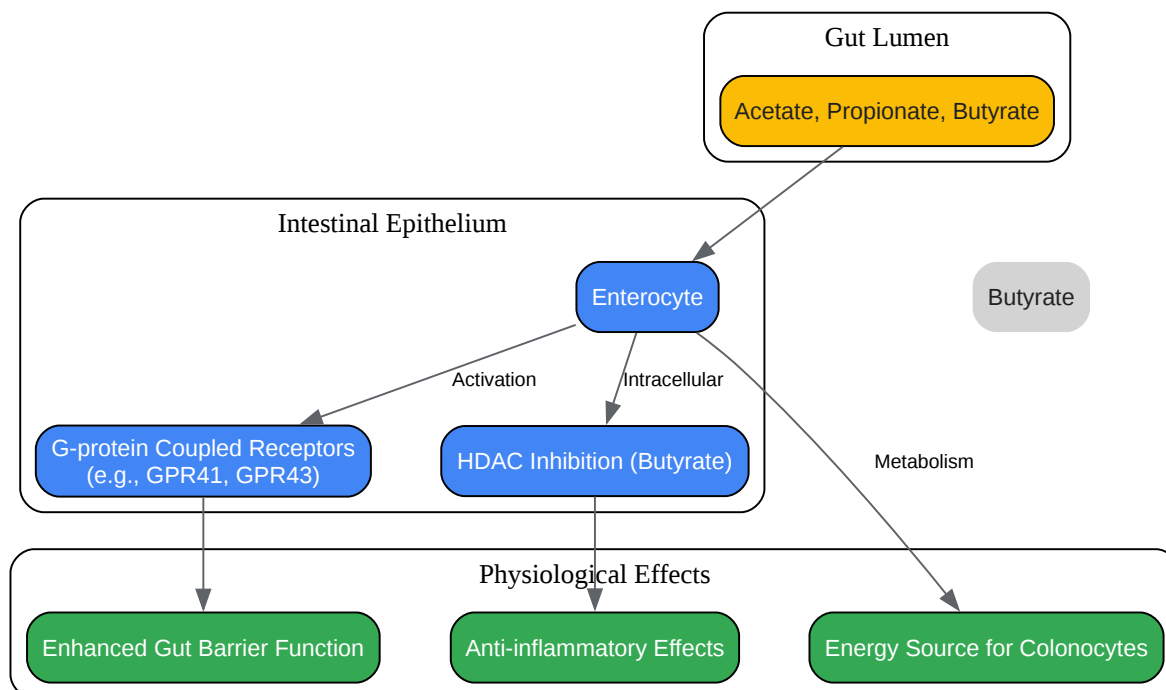 Gut Lumen
Acetate, Propionate, Butyrate
Intestinal Epithelium
Enterocyte
Butyrate
Activation
Intracellular
G-protein Coupled Receptors
(e.g., GPR41, GPR43)
HDAC Inhibition (Butyrate)
Metabolism
Physiological Effects
Enhanced Gut Barrier Function
Anti-inflammatory Effects
Energy Source for Colonocytes